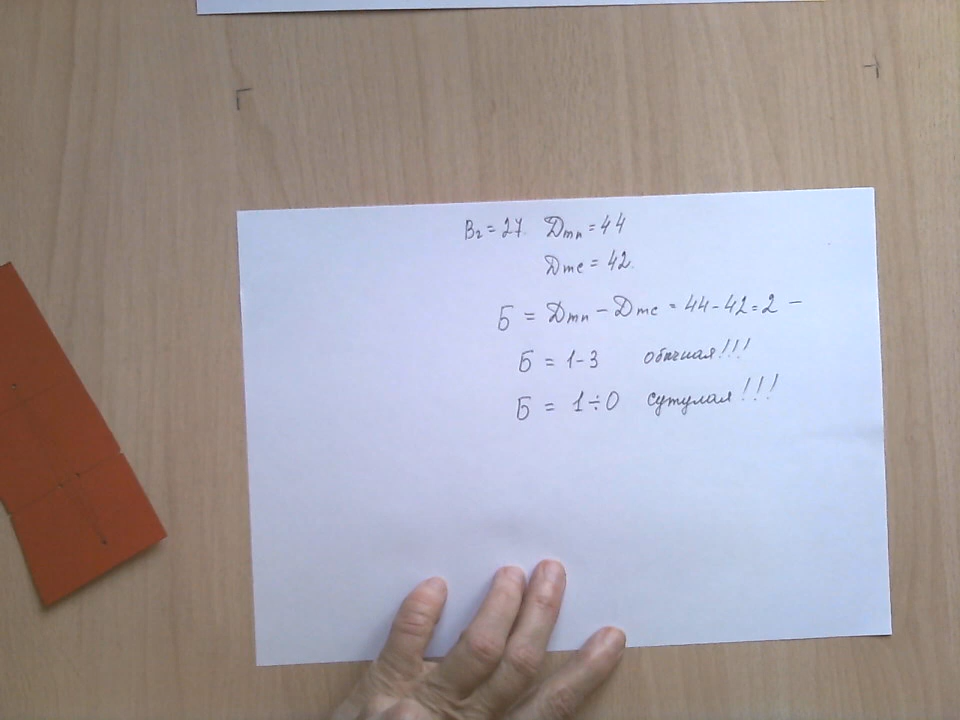 Вг = 27. Дтп = 44
Дтс = 42.
Б = Дтп - Дтс = 44 - 42 = 2 -
Б = 1-3 обычная!!!
Б = 1÷0 сутулая!!!